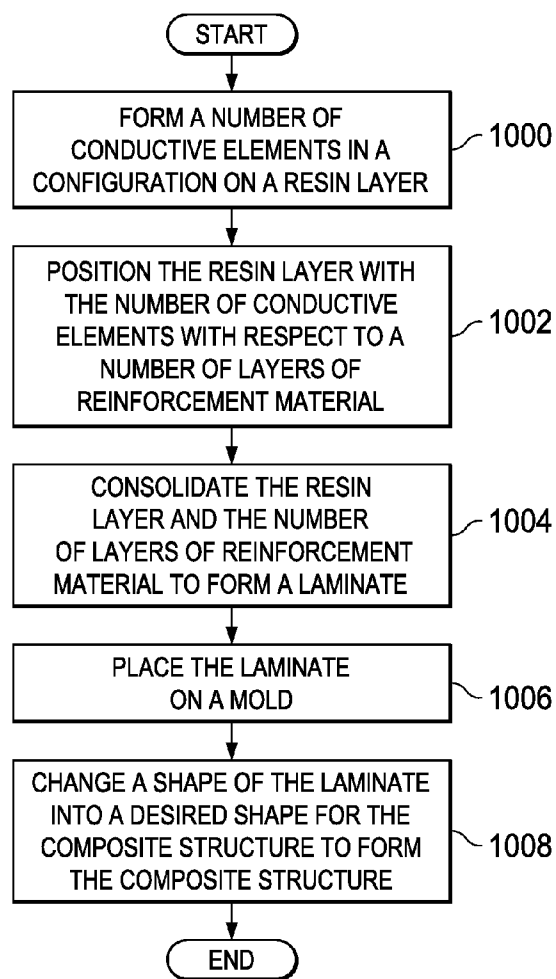 START
FORM A NUMBER OF
CONDUCTIVE ELEMENTS IN A
CONFIGURATION ON A RESIN LAYER
1000
POSITION THE RESIN LAYER WITH
THE NUMBER OF CONDUCTIVE
ELEMENTS WITH RESPECT TO A
NUMBER OF LAYERS OF
REINFORCEMENT MATERIAL
1002
CONSOLIDATE THE RESIN
LAYER AND THE NUMBER
OF LAYERS OF REINFORCEMENT
MATERIAL TO FORM A LAMINATE
1004
PLACE THE LAMINATE
ON A MOLD
1006
CHANGE A SHAPE OF THE LAMINATE
INTO A DESIRED SHAPE FOR THE
COMPOSITE STRUCTURE TO FORM
THE COMPOSITE STRUCTURE
1008
END